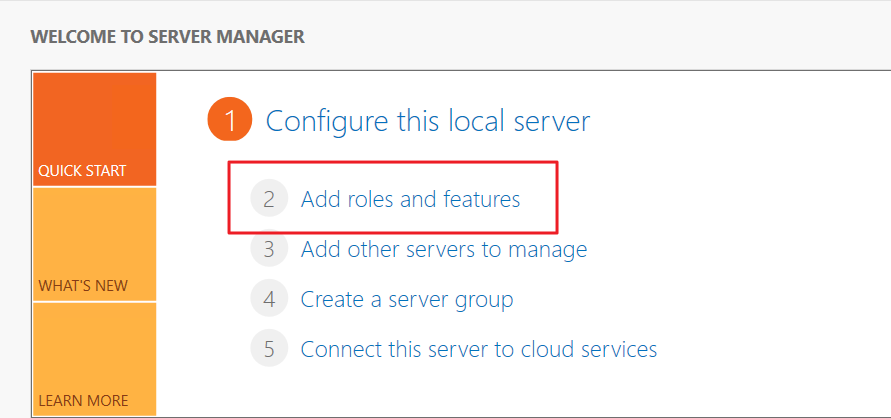 WELCOME TO SERVER MANAGER
QUICK START
WHAT'S NEW
LEARN MORE
1 Configure this local server
2 Add roles and features
3 Add other servers to manage
4 Create a server group
5 Connect this server to cloud services